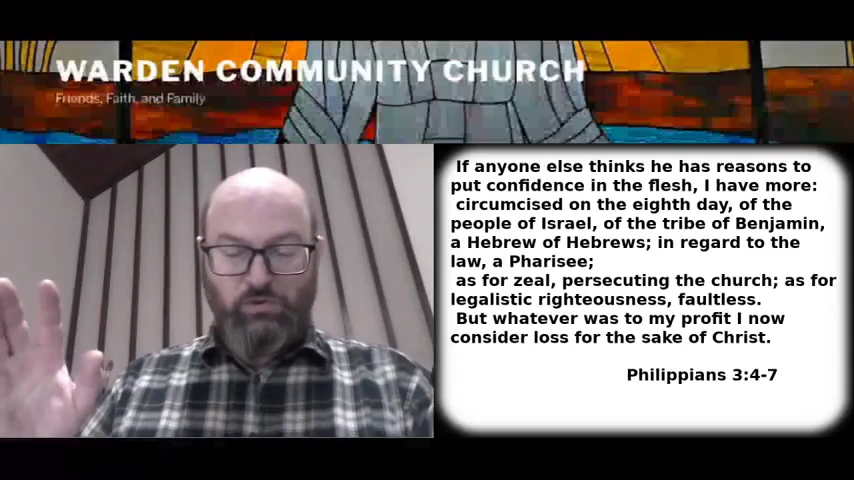 WARDEN COMMUNITY CHURCH
Friends, Faith, and Family
If anyone else thinks he has reasons to
put confidence in the flesh, I have more:
circumcised on the eighth day, of the
people of Israel, of the tribe of Benjamin,
a Hebrew of Hebrews; in regard to the
law, a Pharisee;
as for zeal, persecuting the church; as for
legalistic righteousness, faultless.
But whatever was to my profit I now
consider loss for the sake of Christ.
Philippians 3:4-7